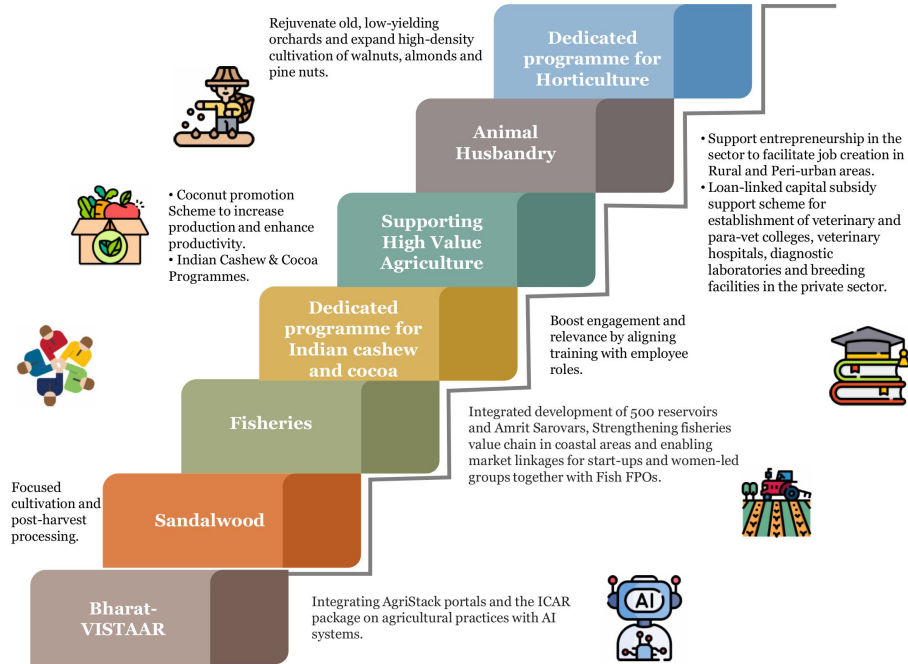 Rejuvenate old, low-yielding
orchards and expand high-density
cultivation of walnuts, almonds and
pine nuts.
Dedicated
programme for
Horticulture
Animal
Husbandry
• Support entrepreneurship in the
sector to facilitate job creation in
Rural and Peri-urban areas.
• Loan-linked capital subsidy
support scheme for
establishment of veterinary and
para-vet colleges, veterinary
hospitals, diagnostic
laboratories and breeding
facilities in the private sector.
• Coconut promotion
Scheme to increase
production and enhance
productivity.
• Indian Cashew & Cocoa
Programmes.
Supporting
High Value
Agriculture
Dedicated
programme for
Indian cashew
and cocoa
Boost engagement and
relevance by aligning
training with employee
roles.
Fisheries
Integrated development of 500 reservoirs
and Amrit Sarovars, Strengthening fisheries
value chain in coastal areas and enabling
market linkages for start-ups and women-led
groups together with Fish FPOs.
Focused
cultivation and
post-harvest
processing.
Sandalwood
Bharat-
VISTAAR
Integrating AgriStack portals and the ICAR
package on agricultural practices with AI
systems.
AI